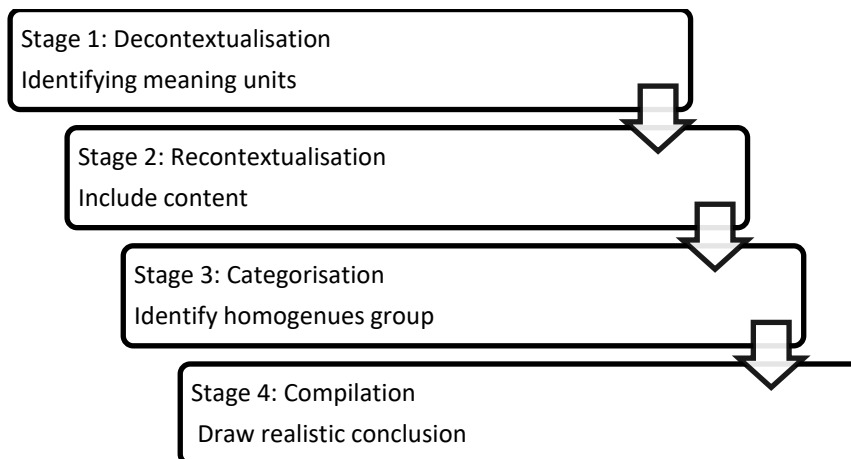 Stage 1: Decontextualisation
Identifying meaning units
Stage 2: Recontextualisation
Include content
Stage 3: Categorisation
Identify homogenues group
Stage 4: Compilation
Draw realistic conclusion